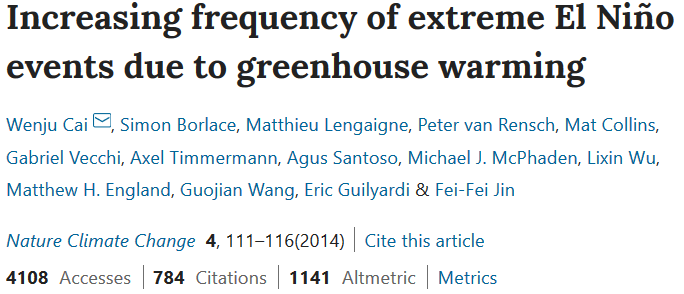 Increasing frequency of extreme El Niño
events due to greenhouse warming
Wenju Cai, Simon Borlace, Matthieu Lengaigne, Peter van Rensch, Mat Collins,
Gabriel Vecchi, Axel Timmermann, Agus Santoso, Michael J. McPhaden, Lixin Wu,
Matthew H. England, Guojian Wang, Eric Guilyardi & Fei-Fei Jin
Nature Climate Change 4, 111–116(2014) | Cite this article
4108 Accesses | 784 Citations | 1141 Altmetric | Metrics